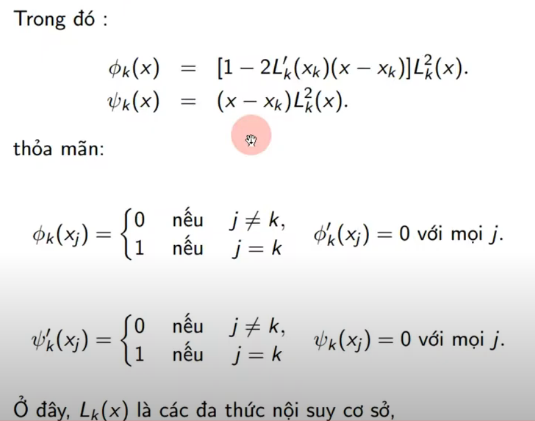 Trong đó :
ϕₖ(x) = [1 − 2L′ₖ(xₖ)(x − xₖ)]L²ₖ(x).
ψₖ(x) = (x − xₖ)L²ₖ(x).
thỏa mãn:
ϕₖ(xⱼ) = {0 nếu j ≠ k, 1 nếu j = k ϕ′ₖ(xⱼ) = 0 với mọi j.
ψ′ₖ(xⱼ) = {0 nếu j ≠ k, 1 nếu j = k ψₖ(xⱼ) = 0 với mọi j.
Ở đây, Lₖ(x) là các đa thức nội suy cơ sở,